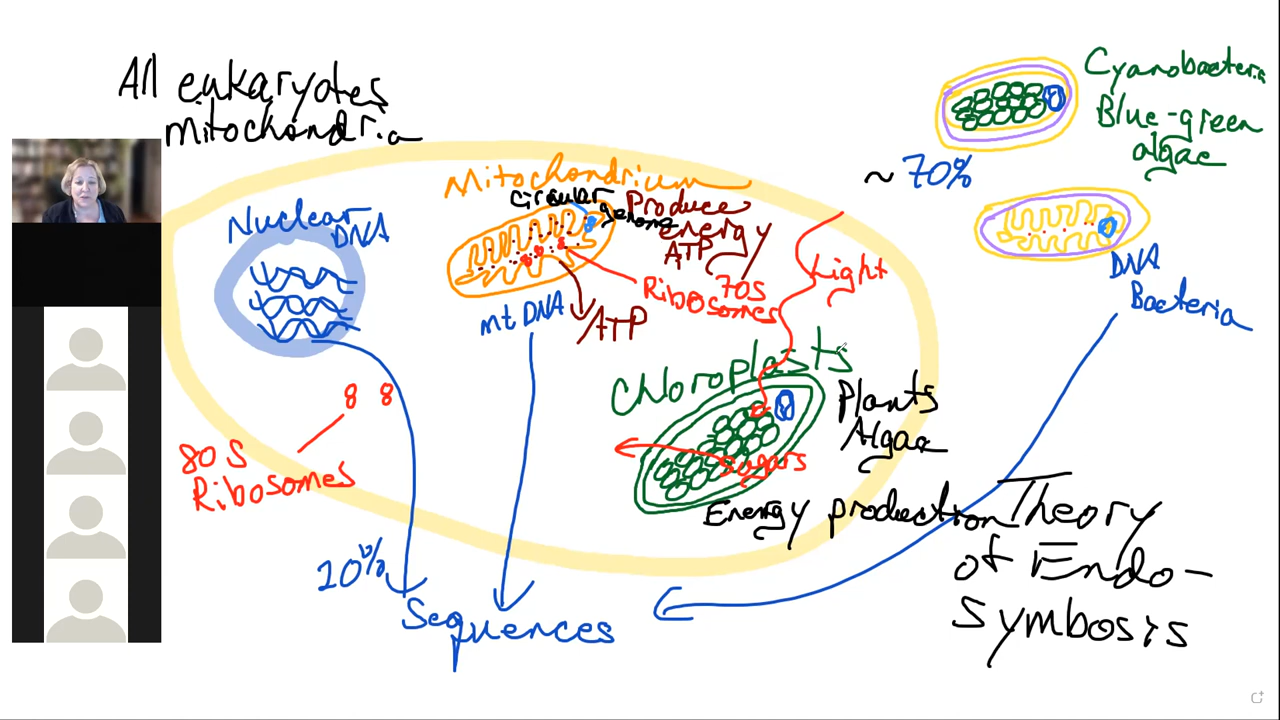 All eukaryotes
mitochondria
Cyanobacteria
Blue-green
algae
~ 70%
Mitochondrium
circular
genome
Produce
energy
ATP
Nuclear
DNA
70S
Ribosomes
Light
mt DNA
ATP
DNA
Bacteria
Chloroplasts
Plants
Algae
8 8
80S
Ribosomes
sugars
Energy production
Theory
of Endo-
Symbosis
10%
Sequences